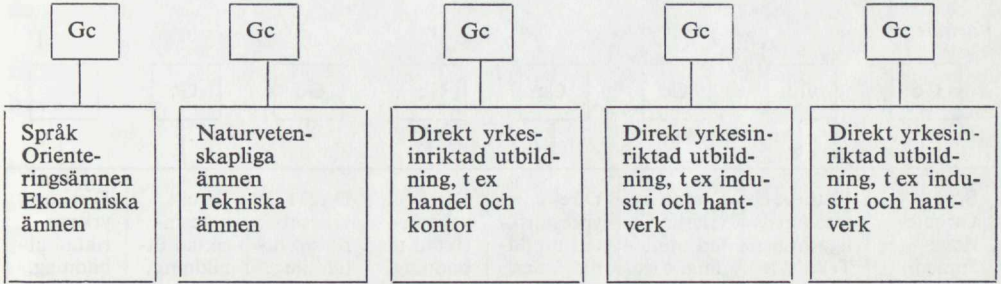 Gc
Gc
Gc
Gc
Gc
Språk
Oriente-
ringsämnen
Ekonomiska
ämnen
Naturveten-
skapliga
ämnen
Tekniska
ämnen
Direkt yrkes-
inriktad utbild-
ning, t ex
handel och
kontor
Direkt yrkesin-
riktad utbild-
ning, t ex indu-
stri och hant-
verk
Direkt yrkesin-
riktad utbild-
ning, t ex indu-
stri och hant-
verk